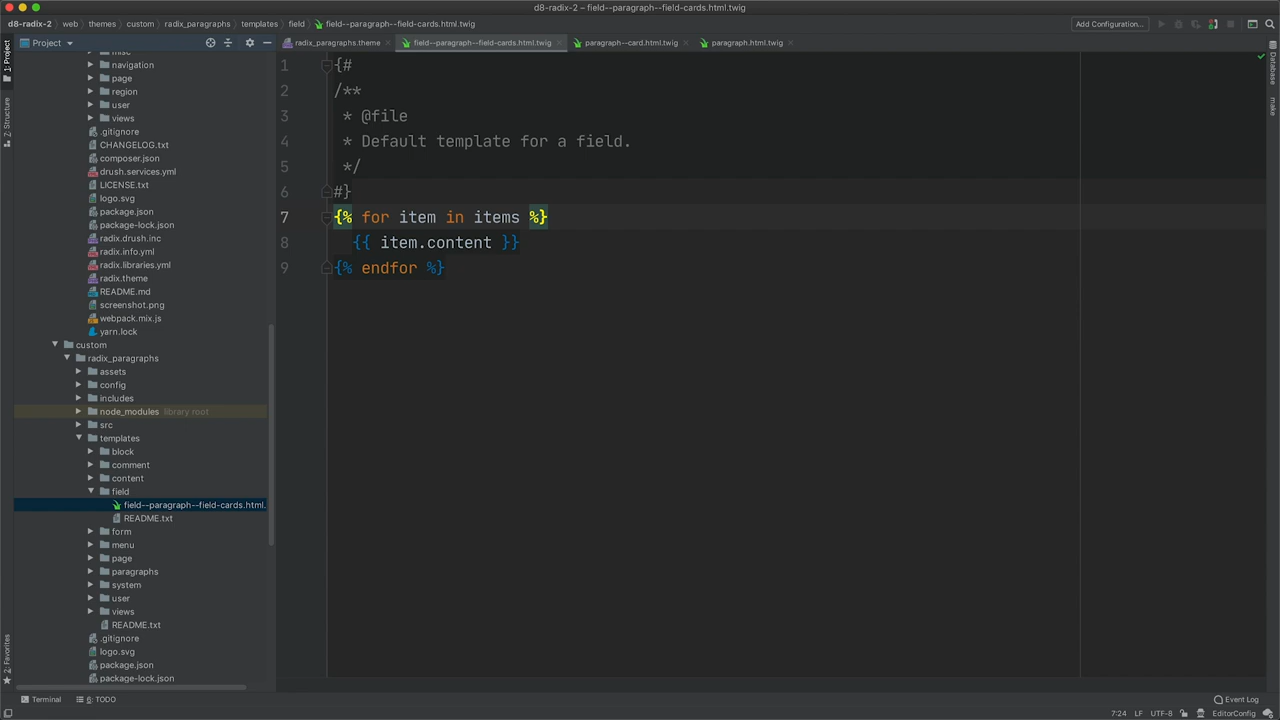 d8-radix-2 – field--paragraph--field-cards.html.twig
d8-radix-2 web themes custom radix_paragraphs templates field field--paragraph--field-cards.html.twig Add Configuration...
1: Project
Z: Structure
2: Favorites
Project
radix_paragraphs.theme field--paragraph--field-cards.html.twig paragraph--card.html.twig paragraph.html.twig
navigation
page
region
user
views
.gitignore
CHANGELOG.txt
composer.json
drush.services.yml
LICENSE.txt
logo.svg
package.json
package-lock.json
radix.drush.inc
radix.info.yml
radix.libraries.yml
radix.theme
README.md
screenshot.png
webpack.mix.js
yarn.lock
custom
radix_paragraphs
assets
config
includes
node_modules library root
src
templates
block
comment
content
field
field--paragraph--field-cards.html.
README.txt
form
menu
page
paragraphs
system
user
views
README.txt
.gitignore
logo.svg
package.json
package-lock.json
1 {#
2 /**
3 * @file
4 * Default template for a field.
5 */
6 #}
7 {% for item in items %}
8 {{ item.content }}
9 {% endfor %}
Database
make
Terminal 6: TODO Event Log
7:24 LF UTF-8 EditorConfig